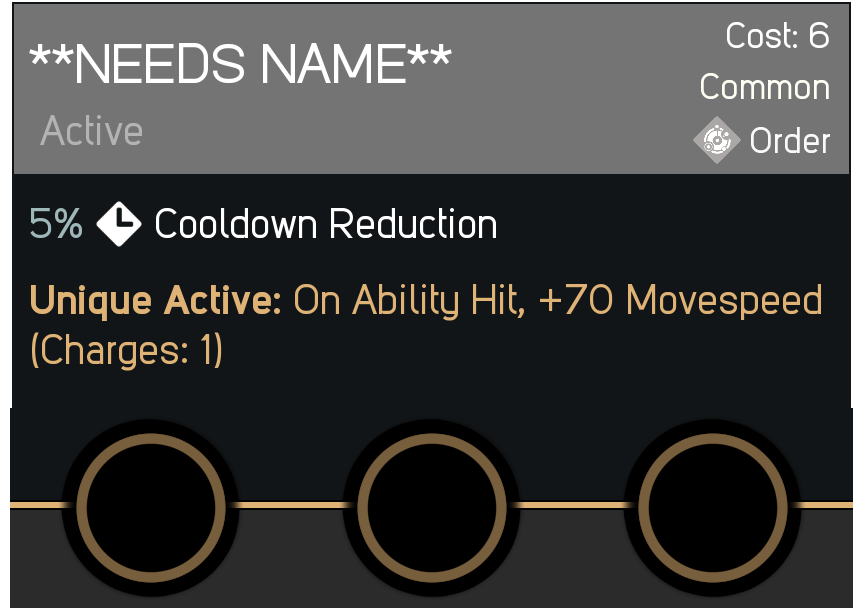 **NEEDS NAME**
Cost: 6
Common
Active
Order
5% Cooldown Reduction
Unique Active: On Ability Hit, +70 Movespeed
(Charges: 1)